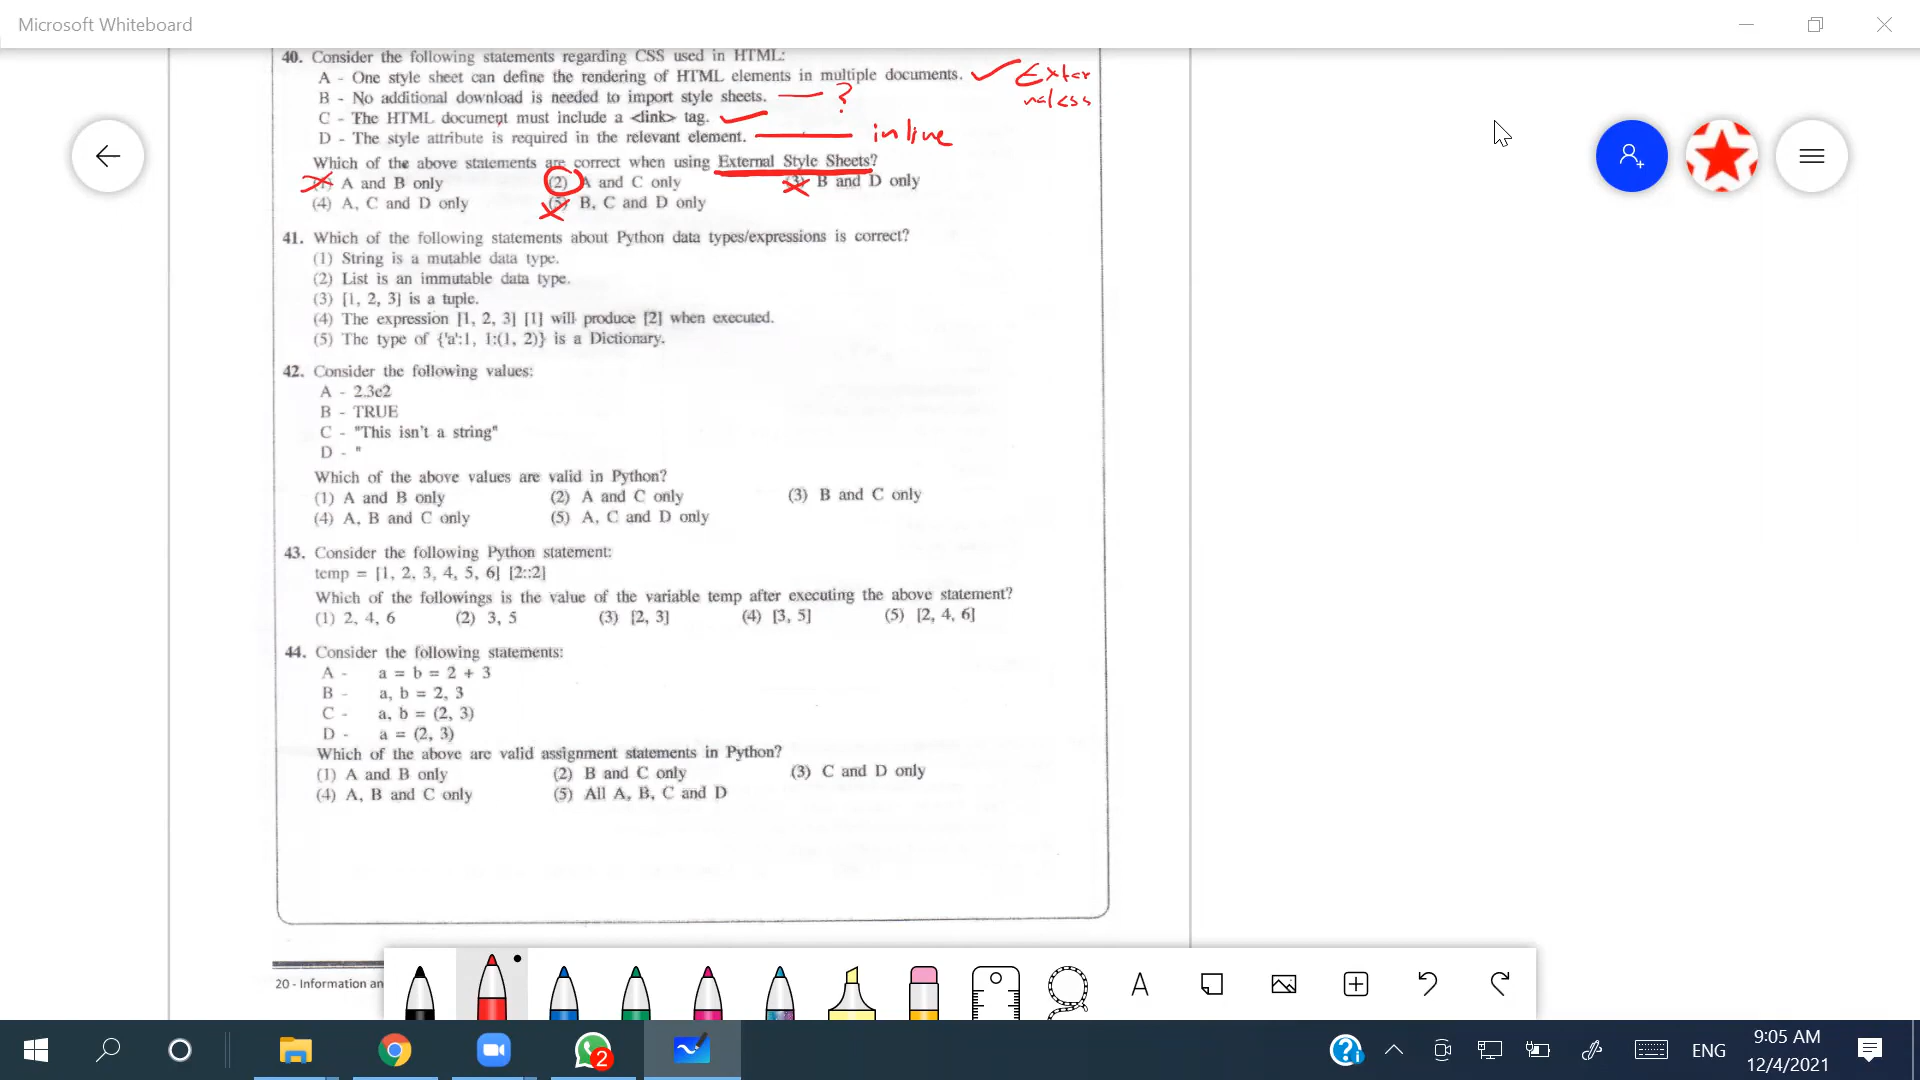 Microsoft Whiteboard
40. Consider the following statements regarding CSS used in HTML:
A - One style sheet can define the rendering of HTML elements in multiple documents. Exter
nal css
B - No additional download is needed to import style sheets. ?
C - The HTML document must include a <link> tag.
D - The style attribute is required in the relevant element. inline
Which of the above statements are correct when using External Style Sheets?
(1) A and B only (2) A and C only (3) B and D only
(4) A, C and D only (5) B, C and D only
41. Which of the following statements about Python data types/expressions is correct?
(1) String is a mutable data type.
(2) List is an immutable data type.
(3) [1, 2, 3] is a tuple.
(4) The expression [1, 2, 3] [1] will produce [2] when executed.
(5) The type of {'a':1, 1:(1, 2)} is a Dictionary.
42. Consider the following values:
A - 2.3e2
B - TRUE
C - "This isn't a string"
D - "
Which of the above values are valid in Python?
(1) A and B only (2) A and C only (3) B and C only
(4) A, B and C only (5) A, C and D only
43. Consider the following Python statement:
temp = [1, 2, 3, 4, 5, 6] [2::2]
Which of the followings is the value of the variable temp after executing the above statement?
(1) 2, 4, 6 (2) 3, 5 (3) [2, 3] (4) [3, 5] (5) [2, 4, 6]
44. Consider the following statements:
A - a = b = 2 + 3
B - a, b = 2, 3
C - a, b = (2, 3)
D - a = (2, 3)
Which of the above are valid assignment statements in Python?
(1) A and B only (2) B and C only (3) C and D only
(4) A, B and C only (5) All A, B, C and D
20 - Information an
A
2
ENG
9:05 AM
12/4/2021